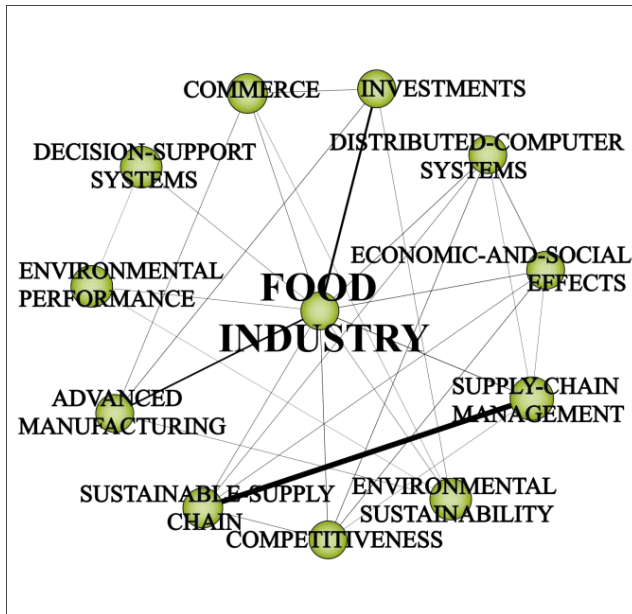 COMMERCE
INVESTMENTS
DECISION-SUPPORT
SYSTEMS
DISTRIBUTED-COMPUTER
SYSTEMS
ENVIRONMENTAL
PERFORMANCE
ECONOMIC-AND-SOCIAL
EFFECTS
FOOD
INDUSTRY
ADVANCED
MANUFACTURING
SUPPLY-CHAIN
MANAGEMENT
SUSTAINABLE-SUPPLY
CHAIN
ENVIRONMENTAL
SUSTAINABILITY
COMPETITIVENESS